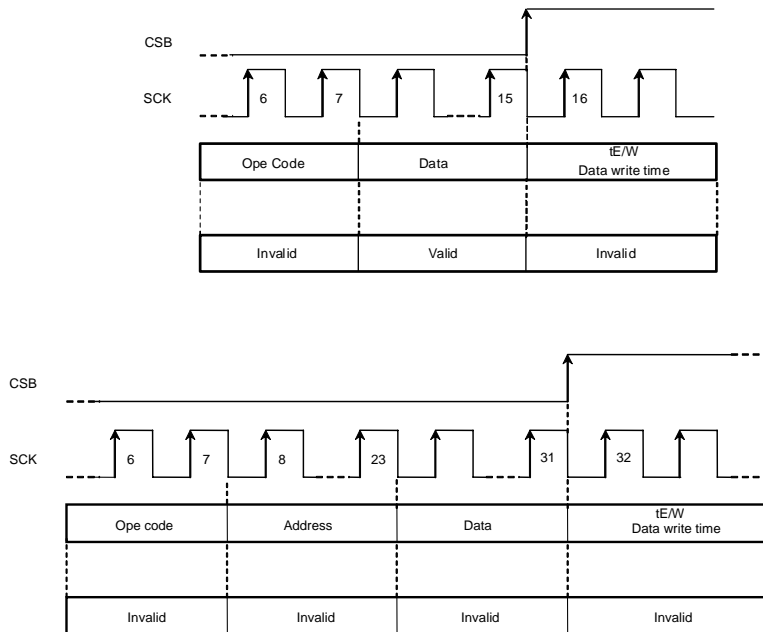 CSB
SCK
6 7 15 16
Ope Code Data tE/W
Data write time
Invalid Valid Invalid
CSB
SCK
6 7 8 23 31 32
Ope code Address Data tE/W
Data write time
Invalid Invalid Invalid Invalid